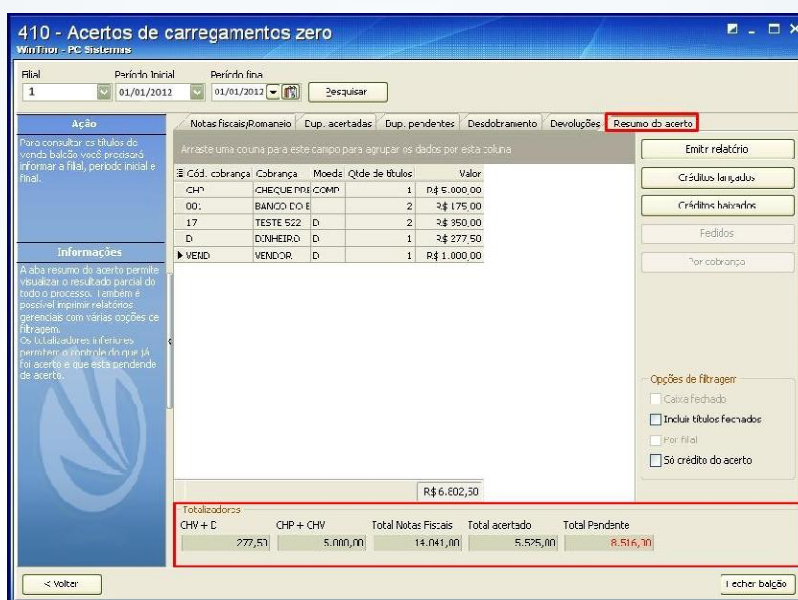 410 - Acertos de carregamentos zero
WinThor - PC Sistemas
Filial Período Inicial Período final
1 01/01/2012 01/01/2012 Pesquisar
Ação
Para consultar os títulos de
venda balcão você precisará
informar a filial, período inicial e
final.
Informações
A aba resumo do acerto permite
visualizar o resultado parcial do
todo o processo. Também é
possível imprimir relatórios
gerenciais com várias opções de
filtragem.
Os totalizadores inferiores
permitem o controle do que já
foi acerto e que está pendende
de acerto.
Notas fiscais/Romaneio Dup. acertadas Dup. pendentes Desdobramento Devoluções Resumo do acerto
Arraste uma coluna para este campo para agrupar os dados por esta coluna
Cód. cobrança Cobrança Moeda Qtde de títulos Valor
CHP CHEQUE PRE COMP 1 R$ 5.000,00
001 BANCO DO E 2 R$ 175,00
17 TESTE 522 D 2 R$ 350,00
D DINHEIRO D 1 R$ 277,50
VEND VENDOR D 1 R$ 1.000,00
R$ 6.802,50
Emitir relatório
Créditos lançados
Créditos baixados
Pedidos
Por cobrança
Opções de filtragem
Caixa fechado
Incluir títulos fechados
Por filial
Só crédito do acerto
Totalizadores
CHV + D CHP + CHV Total Notas Fiscais Total acertado Total Pendente
277,50 5.000,00 14.041,00 5.525,00 8.516,00
< Voltar Fechar balcão